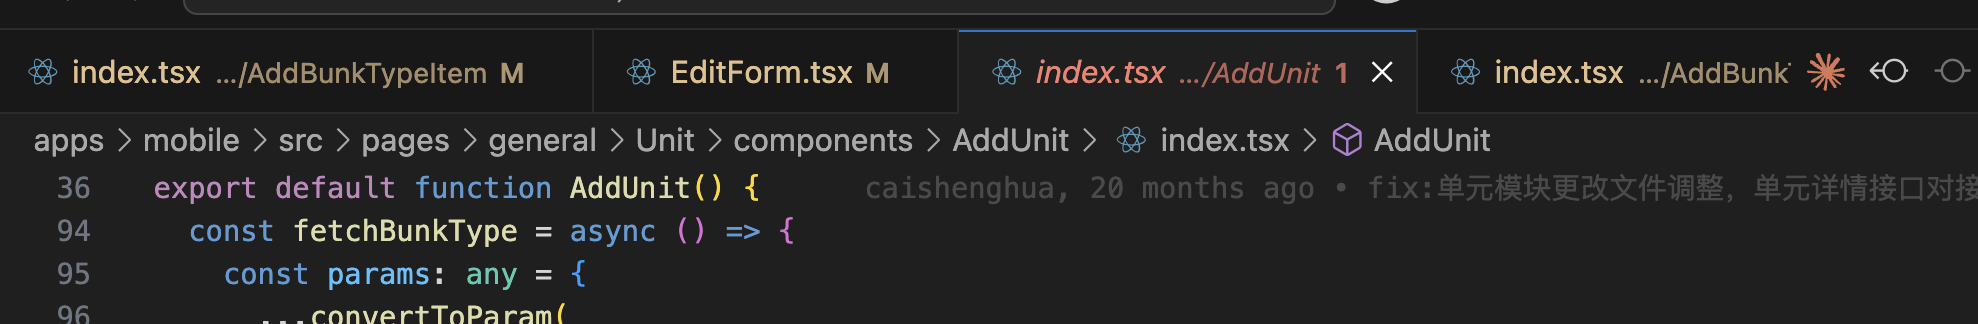 index.tsx .../AddBunkTypeItem M EditForm.tsx M index.tsx .../AddUnit 1 index.tsx .../AddBunk
apps > mobile > src > pages > general > Unit > components > AddUnit > index.tsx > AddUnit
36 export default function AddUnit() { caishenghua, 20 months ago • fix:单元模块更改文件调整，单元详情接口对接
94 const fetchBunkType = async () => {
95 const params: any = {
96 ...convertToParam(